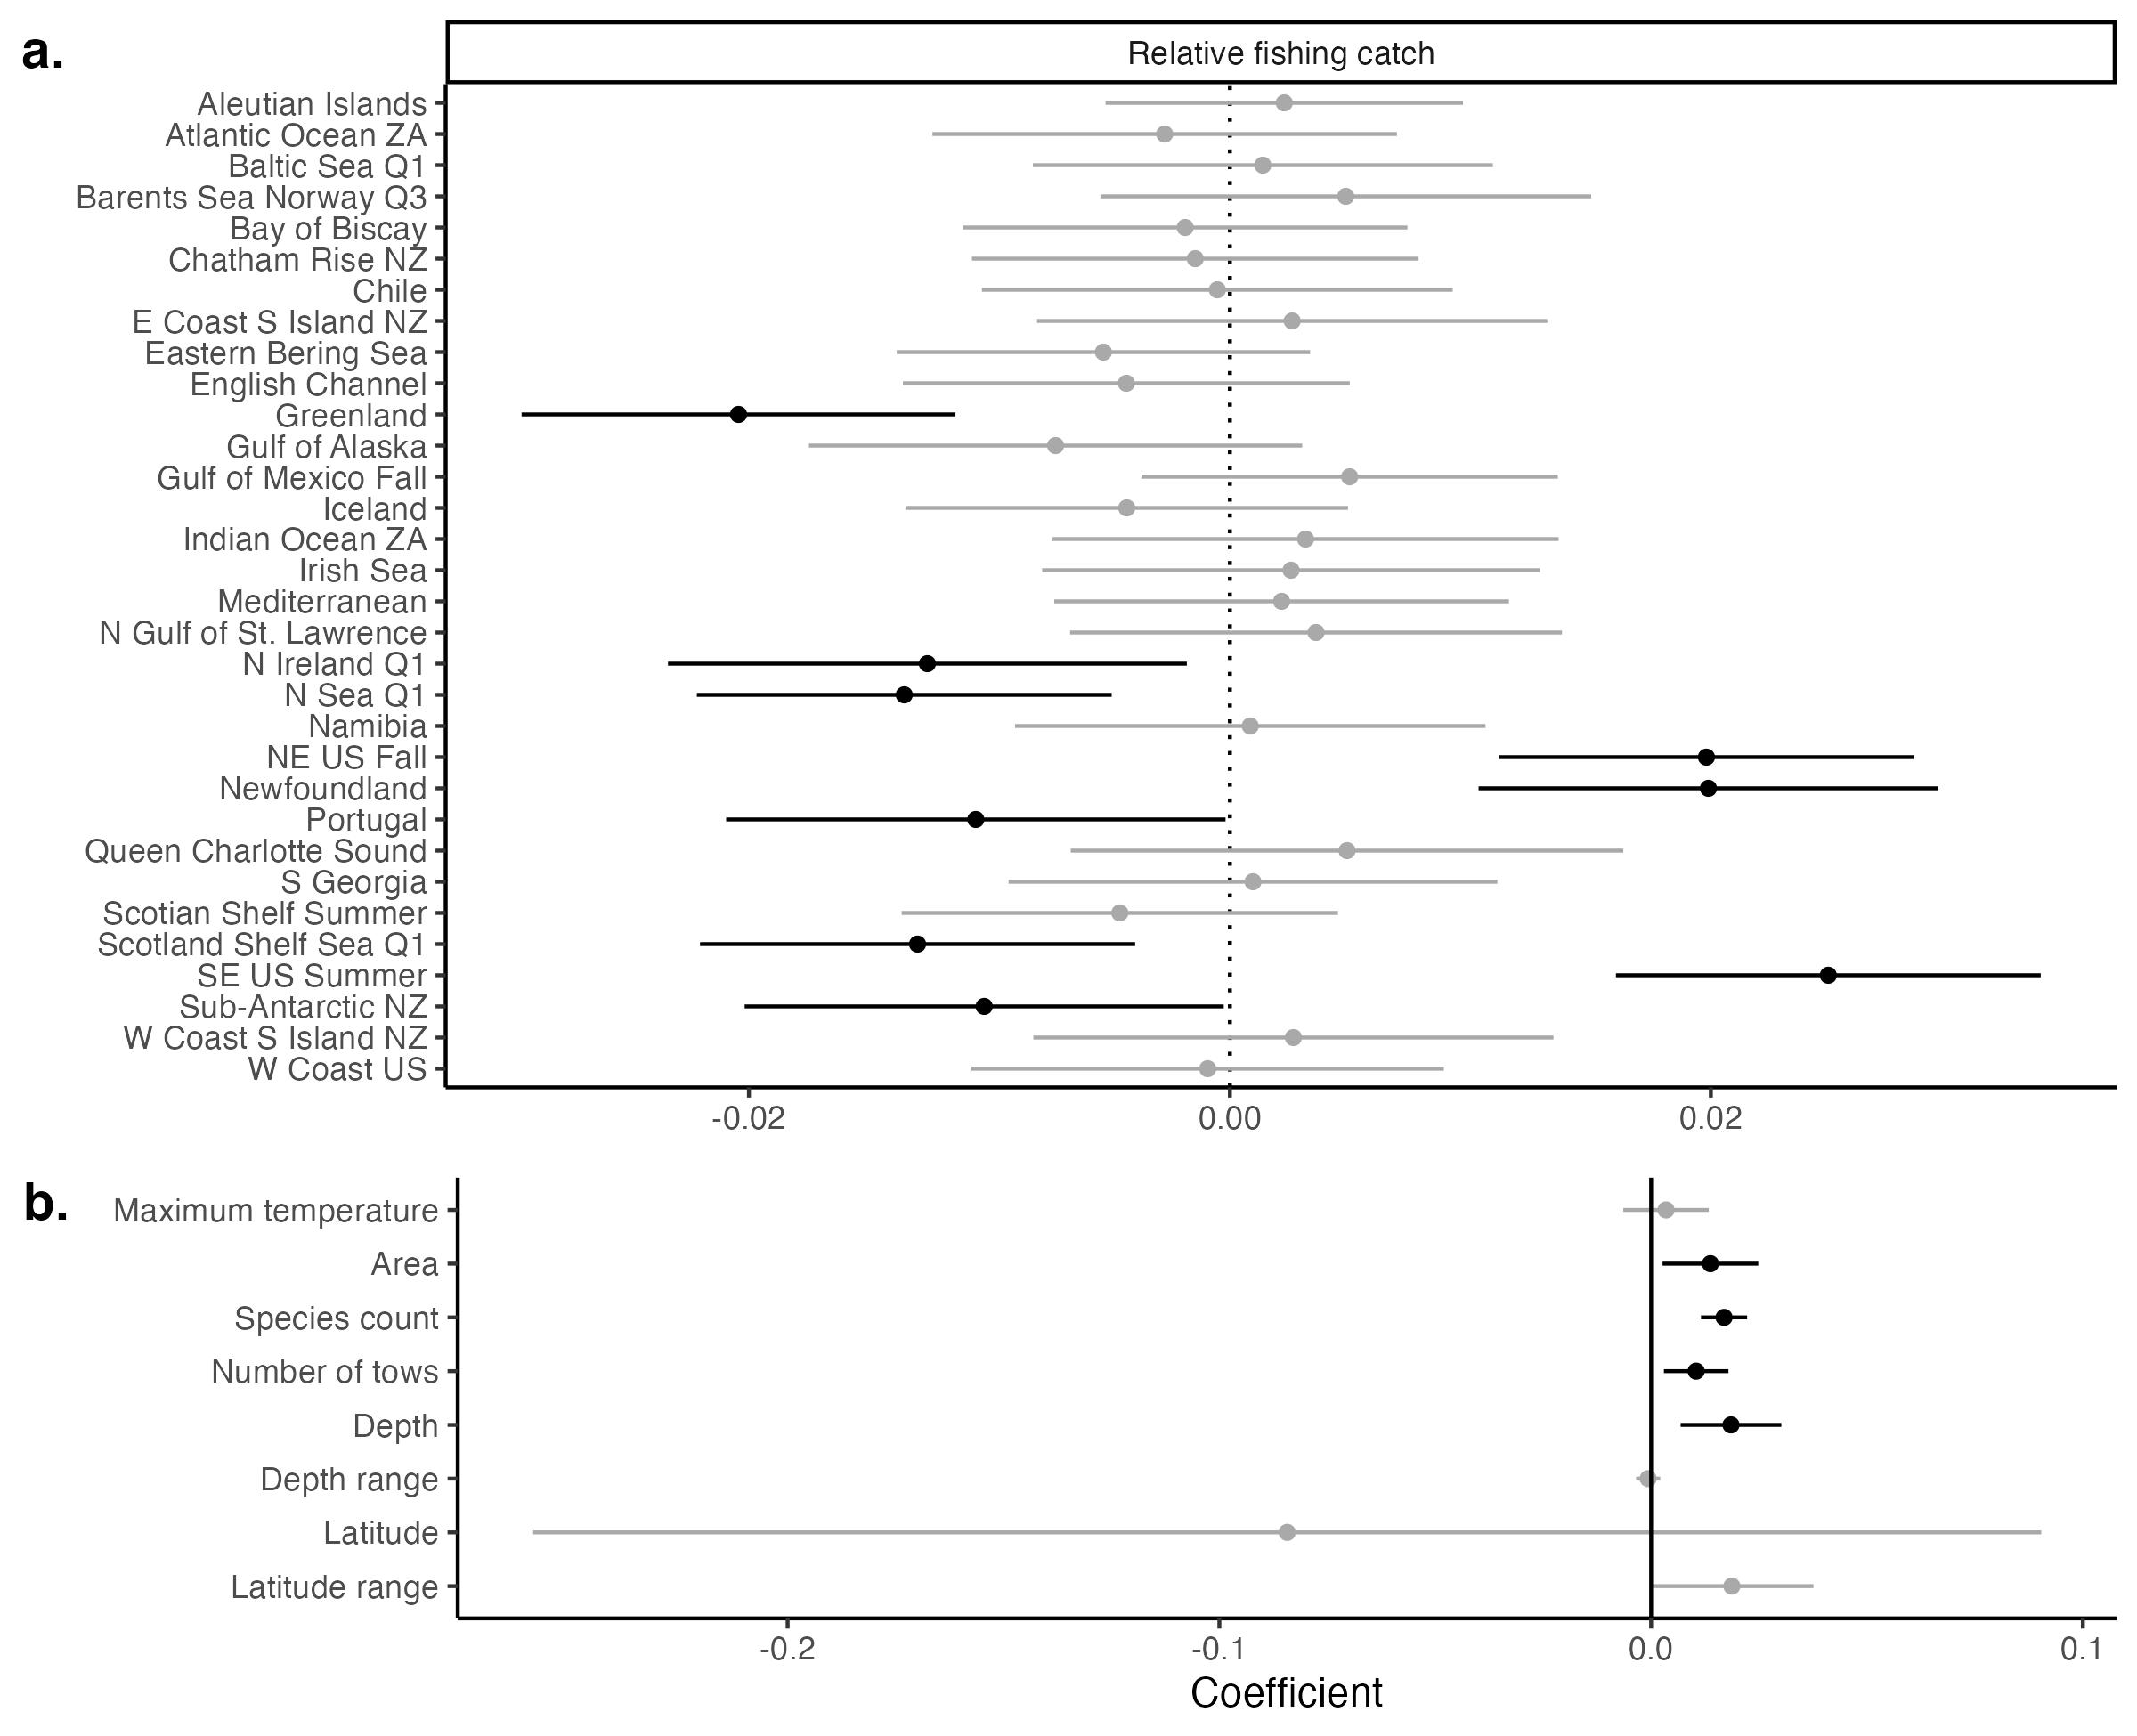 a.
Relative fishing catch
Aleutian Islands
Atlantic Ocean ZA
Baltic Sea Q1
Barents Sea Norway Q3
Bay of Biscay
Chatham Rise NZ
Chile
E Coast S Island NZ
Eastern Bering Sea
English Channel
Greenland
Gulf of Alaska
Gulf of Mexico Fall
Iceland
Indian Ocean ZA
Irish Sea
Mediterranean
N Gulf of St. Lawrence
N Ireland Q1
N Sea Q1
Namibia
NE US Fall
Newfoundland
Portugal
Queen Charlotte Sound
S Georgia
Scotian Shelf Summer
Scotland Shelf Sea Q1
SE US Summer
Sub-Antarctic NZ
W Coast S Island NZ
W Coast US
-0.02 0.00 0.02
b.
Maximum temperature
Area
Species count
Number of tows
Depth
Depth range
Latitude
Latitude range
-0.2 -0.1 0.0 0.1
Coefficient